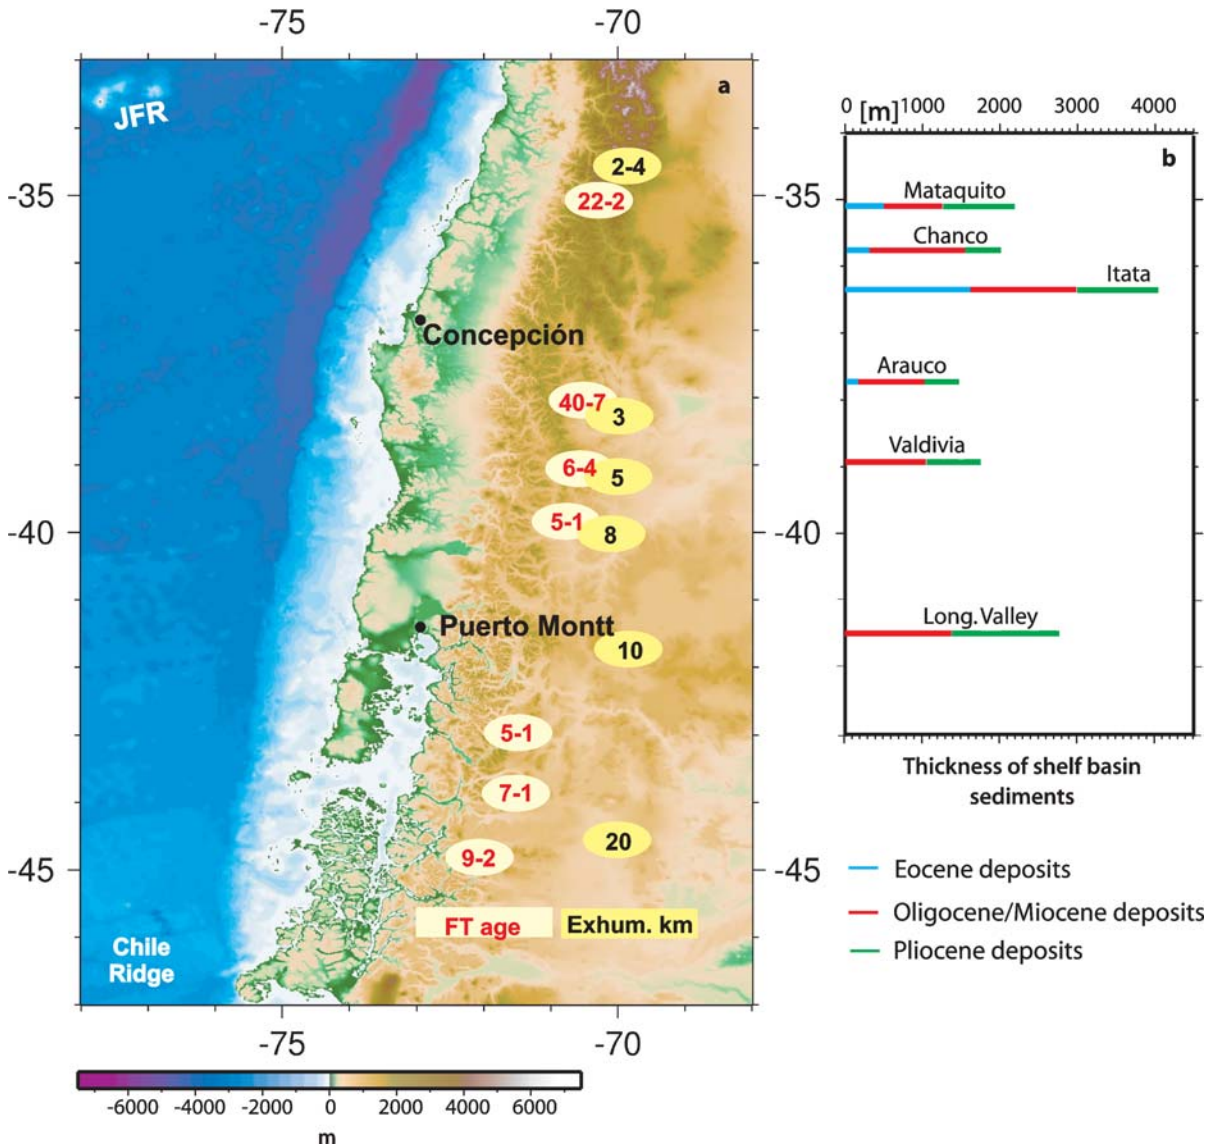 -75 -70
a
JFR
2-4
22-2
-35
Concepción
40-7
3
6-4
5
5-1
8
-40
Puerto Montt
10
5-1
7-1
20
9-2
-45
FT age Exhum. km
Chile
Ridge
-75 -70
-6000 -4000 -2000 0 2000 4000 6000
m
0 [m] 1000 2000 3000 4000
b
-35
Mataquito
Chanco
Itata
Arauco
Valdivia
-40
Long. Valley
-45
Thickness of shelf basin
sediments
Eocene deposits
Oligocene/Miocene deposits
Pliocene deposits